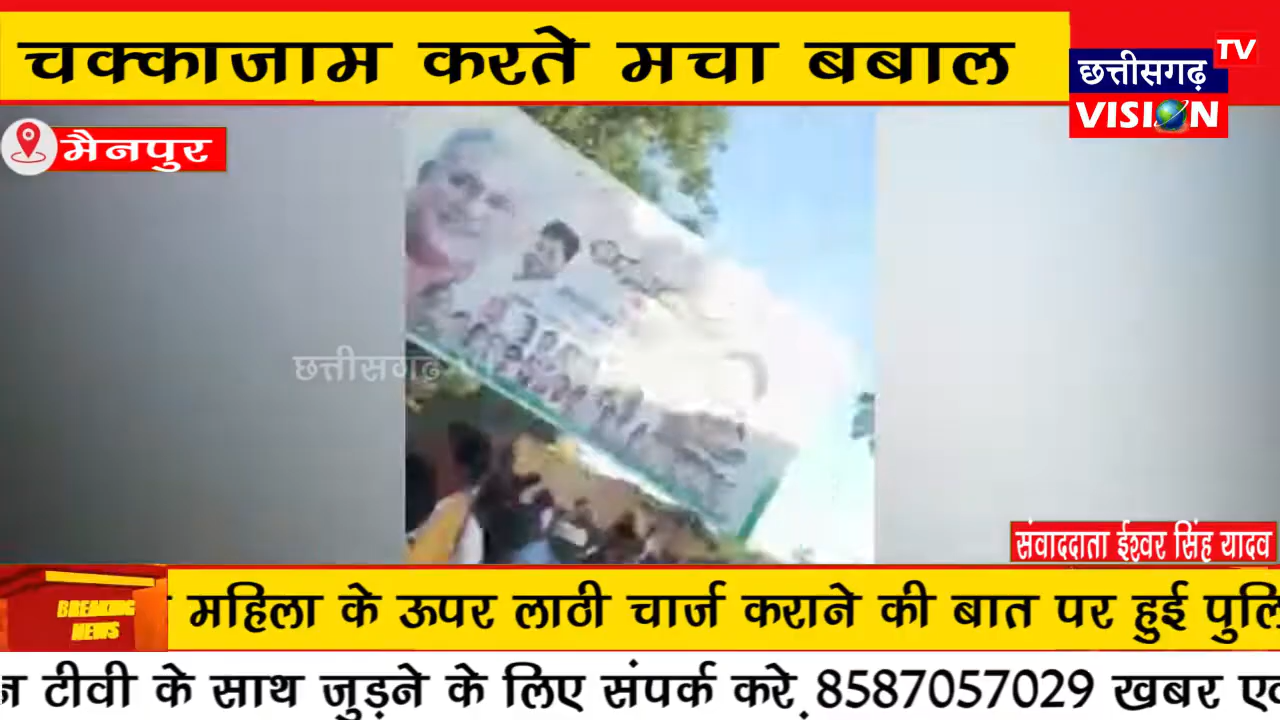 चक्काजाम करते मचा बबाल
छत्तीसगढ़ TV
VISION
मैनपुर
छत्तीसगढ़
संवाददाता ईश्वर सिंह यादव
BREAKING
NEWS
महिला के ऊपर लाठी चार्ज कराने की बात पर हुई पुलि
टीवी के साथ जुड़ने के लिए संपर्क करे 8587057029 खबर